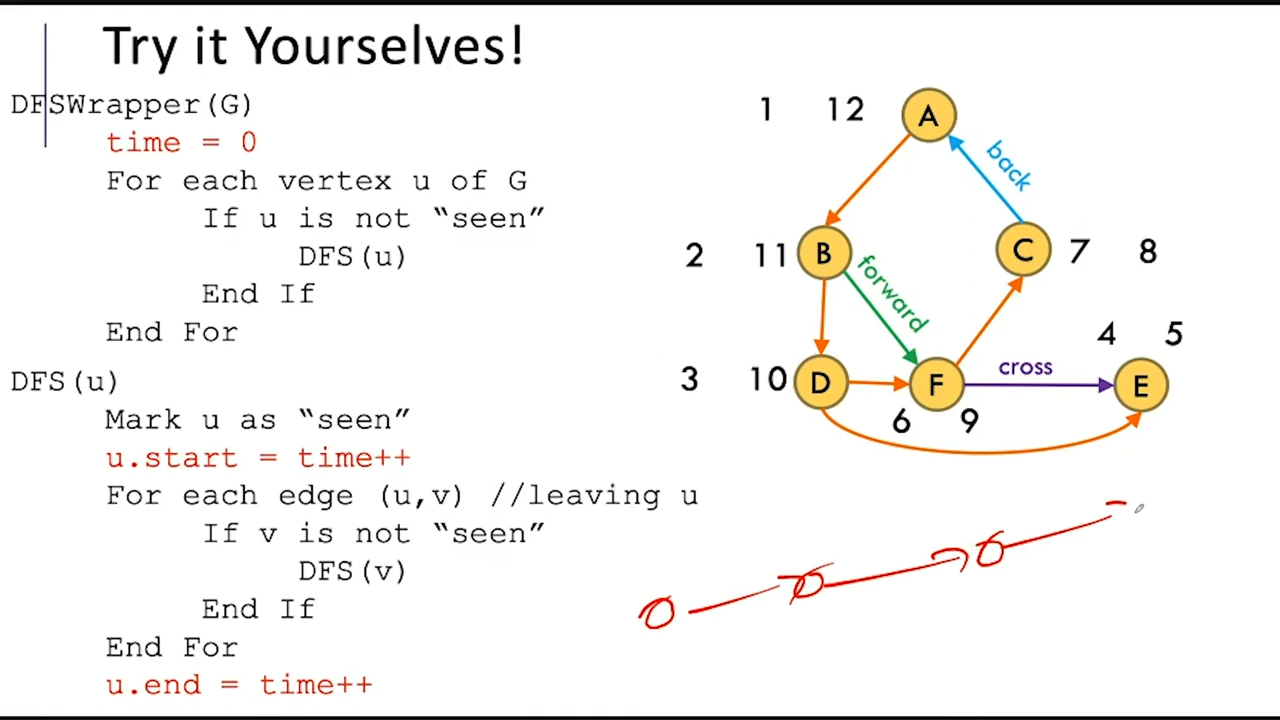 Try it Yourselves!
DFSWrapper(G)
time = 0
For each vertex u of G
If u is not “seen”
DFS(u)
End If
End For
DFS(u)
Mark u as “seen”
u.start = time++
For each edge (u,v) //leaving u
If v is not “seen”
DFS(v)
End If
End For
u.end = time++
1 12 A
back
2 11 B
forward
C 7 8
4 5
3 10 D
F
cross
E
6 9